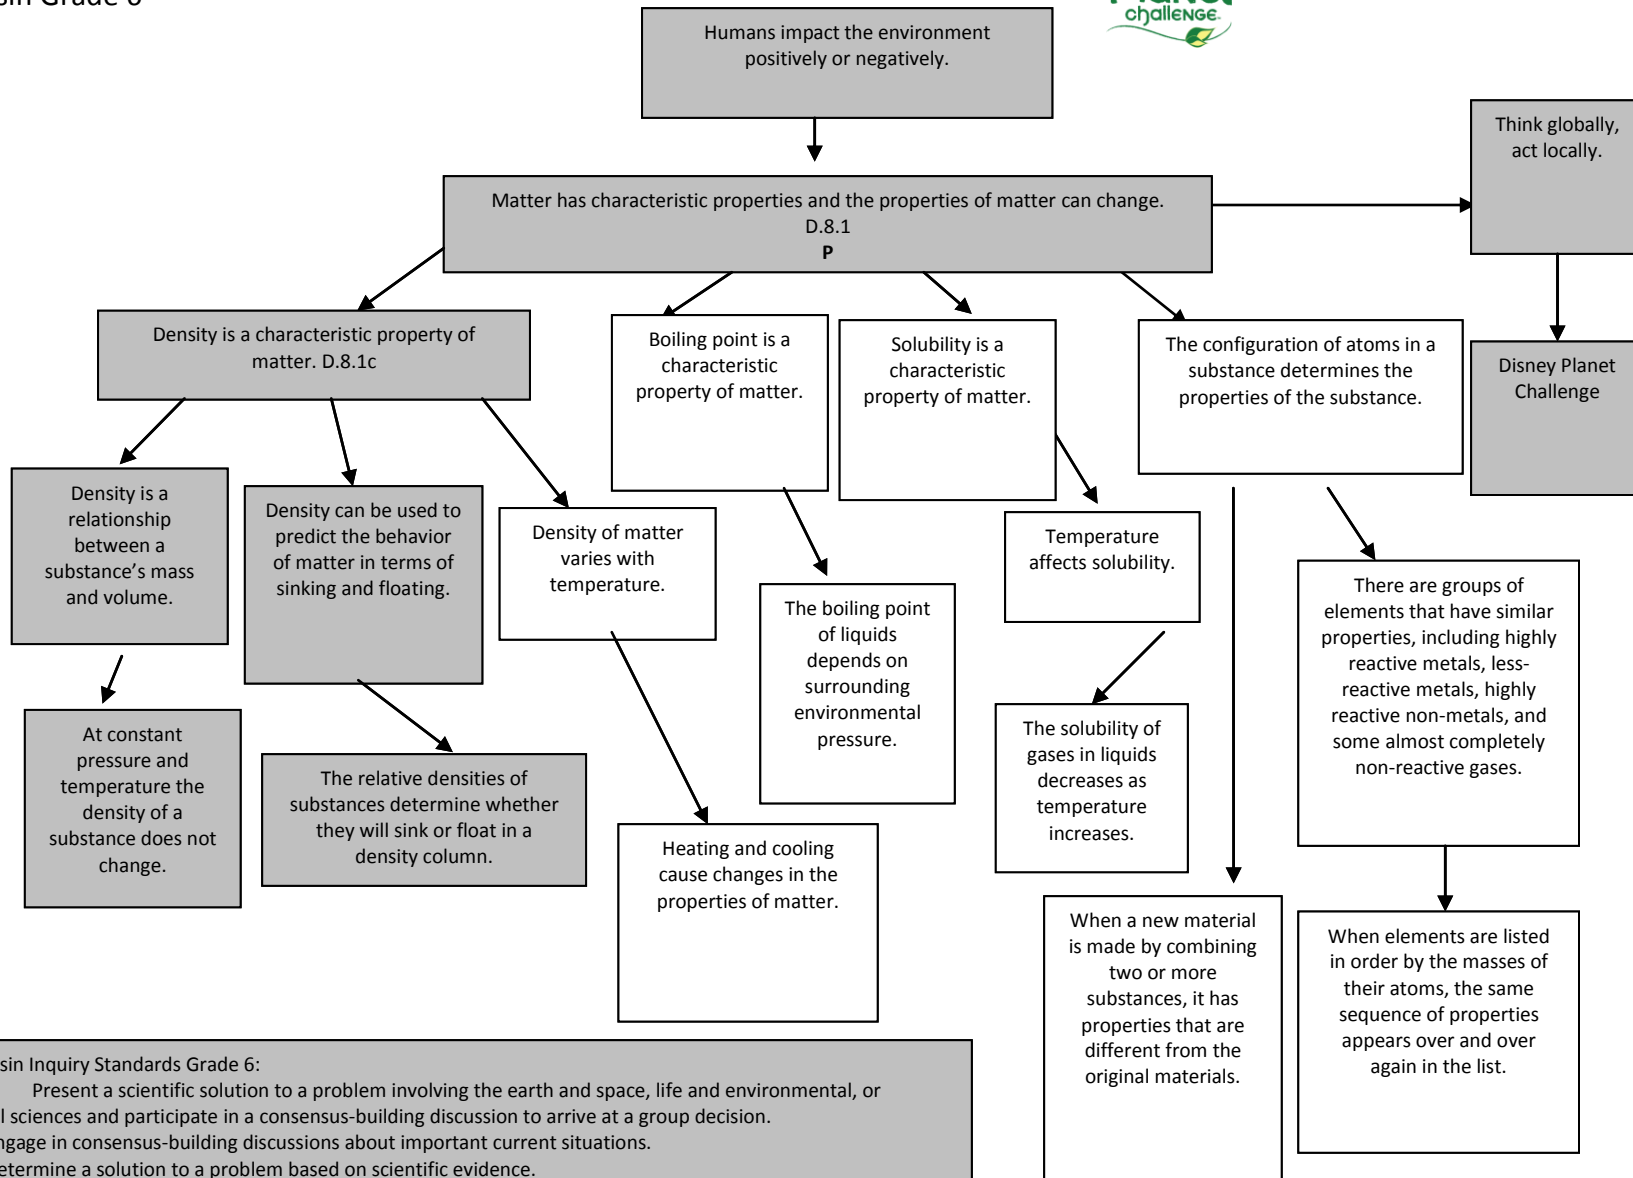 Grade 6
challenge
Humans impact the environment
positively or negatively.
Think globally,
act locally.
Matter has characteristic properties and the properties of matter can change.
D.8.1
P
Density is a characteristic property of
matter. D.8.1c
Boiling point is a
characteristic
property of matter.
Solubility is a
characteristic
property of matter.
The configuration of atoms in a
substance determines the
properties of the substance.
Disney Planet
Challenge
Density is a
relationship
between a
substance’s mass
and volume.
Density can be used to
predict the behavior
of matter in terms of
sinking and floating.
Density of matter
varies with
temperature.
The boiling point
of liquids
depends on
surrounding
environmental
pressure.
Temperature
affects solubility.
There are groups of
elements that have similar
properties, including highly
reactive metals, less-
reactive metals, highly
reactive non-metals, and
some almost completely
non-reactive gases.
At constant
pressure and
temperature the
density of a
substance does not
change.
The relative densities of
substances determine whether
they will sink or float in a
density column.
The solubility of
gases in liquids
decreases as
temperature
increases.
Heating and cooling
cause changes in the
properties of matter.
When a new material
is made by combining
two or more
substances, it has
properties that are
different from the
original materials.
When elements are listed
in order by the masses of
their atoms, the same
sequence of properties
appears over and over
again in the list.
sin Inquiry Standards Grade 6:
Present a scientific solution to a problem involving the earth and space, life and environmental, or
l sciences and participate in a consensus-building discussion to arrive at a group decision.
ngage in consensus-building discussions about important current situations.
etermine a solution to a problem based on scientific evidence.